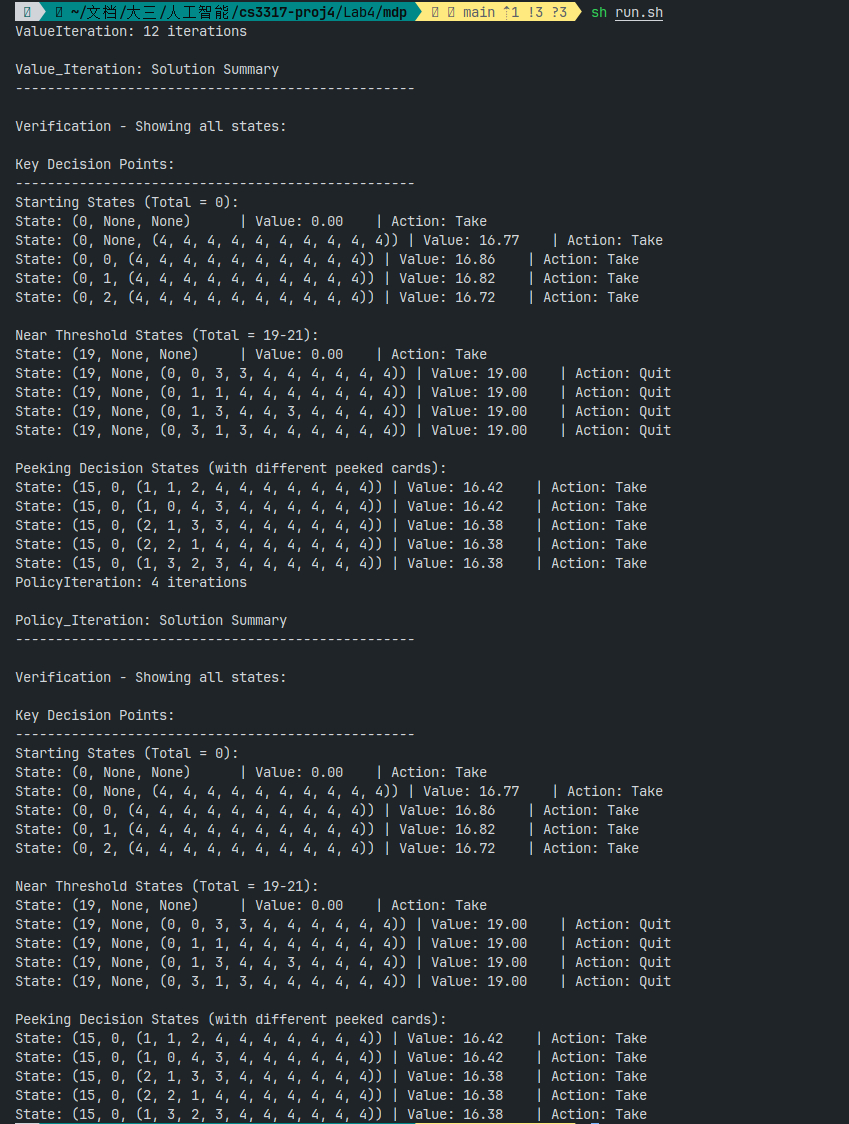 ~/文档/大三/人工智能/cs3317-proj4/Lab4/mdp main ⇡1 !3 ?3 sh run.sh
ValueIteration: 12 iterations
Value_Iteration: Solution Summary
--------------------------------------------------
Verification - Showing all states:
Key Decision Points:
--------------------------------------------------
Starting States (Total = 0):
State: (0, None, None)      | Value: 0.00    | Action: Take
State: (0, None, (4, 4, 4, 4, 4, 4, 4, 4, 4, 4)) | Value: 16.77    | Action: Take
State: (0, 0, (4, 4, 4, 4, 4, 4, 4, 4, 4, 4)) | Value: 16.86    | Action: Take
State: (0, 1, (4, 4, 4, 4, 4, 4, 4, 4, 4, 4)) | Value: 16.82    | Action: Take
State: (0, 2, (4, 4, 4, 4, 4, 4, 4, 4, 4, 4)) | Value: 16.72    | Action: Take
Near Threshold States (Total = 19-21):
State: (19, None, None)     | Value: 0.00    | Action: Take
State: (19, None, (0, 0, 3, 3, 4, 4, 4, 4, 4, 4)) | Value: 19.00    | Action: Quit
State: (19, None, (0, 1, 1, 4, 4, 4, 4, 4, 4, 4)) | Value: 19.00    | Action: Quit
State: (19, None, (0, 1, 3, 4, 4, 3, 4, 4, 4, 4)) | Value: 19.00    | Action: Quit
State: (19, None, (0, 3, 1, 3, 4, 4, 4, 4, 4, 4)) | Value: 19.00    | Action: Quit
Peeking Decision States (with different peeked cards):
State: (15, 0, (1, 1, 2, 4, 4, 4, 4, 4, 4, 4)) | Value: 16.42    | Action: Take
State: (15, 0, (1, 0, 4, 3, 4, 4, 4, 4, 4, 4)) | Value: 16.42    | Action: Take
State: (15, 0, (2, 1, 3, 3, 4, 4, 4, 4, 4, 4)) | Value: 16.38    | Action: Take
State: (15, 0, (2, 2, 1, 4, 4, 4, 4, 4, 4, 4)) | Value: 16.38    | Action: Take
State: (15, 0, (1, 3, 2, 3, 4, 4, 4, 4, 4, 4)) | Value: 16.38    | Action: Take
PolicyIteration: 4 iterations
Policy_Iteration: Solution Summary
--------------------------------------------------
Verification - Showing all states:
Key Decision Points:
--------------------------------------------------
Starting States (Total = 0):
State: (0, None, None)      | Value: 0.00    | Action: Take
State: (0, None, (4, 4, 4, 4, 4, 4, 4, 4, 4, 4)) | Value: 16.77    | Action: Take
State: (0, 0, (4, 4, 4, 4, 4, 4, 4, 4, 4, 4)) | Value: 16.86    | Action: Take
State: (0, 1, (4, 4, 4, 4, 4, 4, 4, 4, 4, 4)) | Value: 16.82    | Action: Take
State: (0, 2, (4, 4, 4, 4, 4, 4, 4, 4, 4, 4)) | Value: 16.72    | Action: Take
Near Threshold States (Total = 19-21):
State: (19, None, None)     | Value: 0.00    | Action: Take
State: (19, None, (0, 0, 3, 3, 4, 4, 4, 4, 4, 4)) | Value: 19.00    | Action: Quit
State: (19, None, (0, 1, 1, 4, 4, 4, 4, 4, 4, 4)) | Value: 19.00    | Action: Quit
State: (19, None, (0, 1, 3, 4, 4, 3, 4, 4, 4, 4)) | Value: 19.00    | Action: Quit
State: (19, None, (0, 3, 1, 3, 4, 4, 4, 4, 4, 4)) | Value: 19.00    | Action: Quit
Peeking Decision States (with different peeked cards):
State: (15, 0, (1, 1, 2, 4, 4, 4, 4, 4, 4, 4)) | Value: 16.42    | Action: Take
State: (15, 0, (1, 0, 4, 3, 4, 4, 4, 4, 4, 4)) | Value: 16.42    | Action: Take
State: (15, 0, (2, 1, 3, 3, 4, 4, 4, 4, 4, 4)) | Value: 16.38    | Action: Take
State: (15, 0, (2, 2, 1, 4, 4, 4, 4, 4, 4, 4)) | Value: 16.38    | Action: Take
State: (15, 0, (1, 3, 2, 3, 4, 4, 4, 4, 4, 4)) | Value: 16.38    | Action: Take